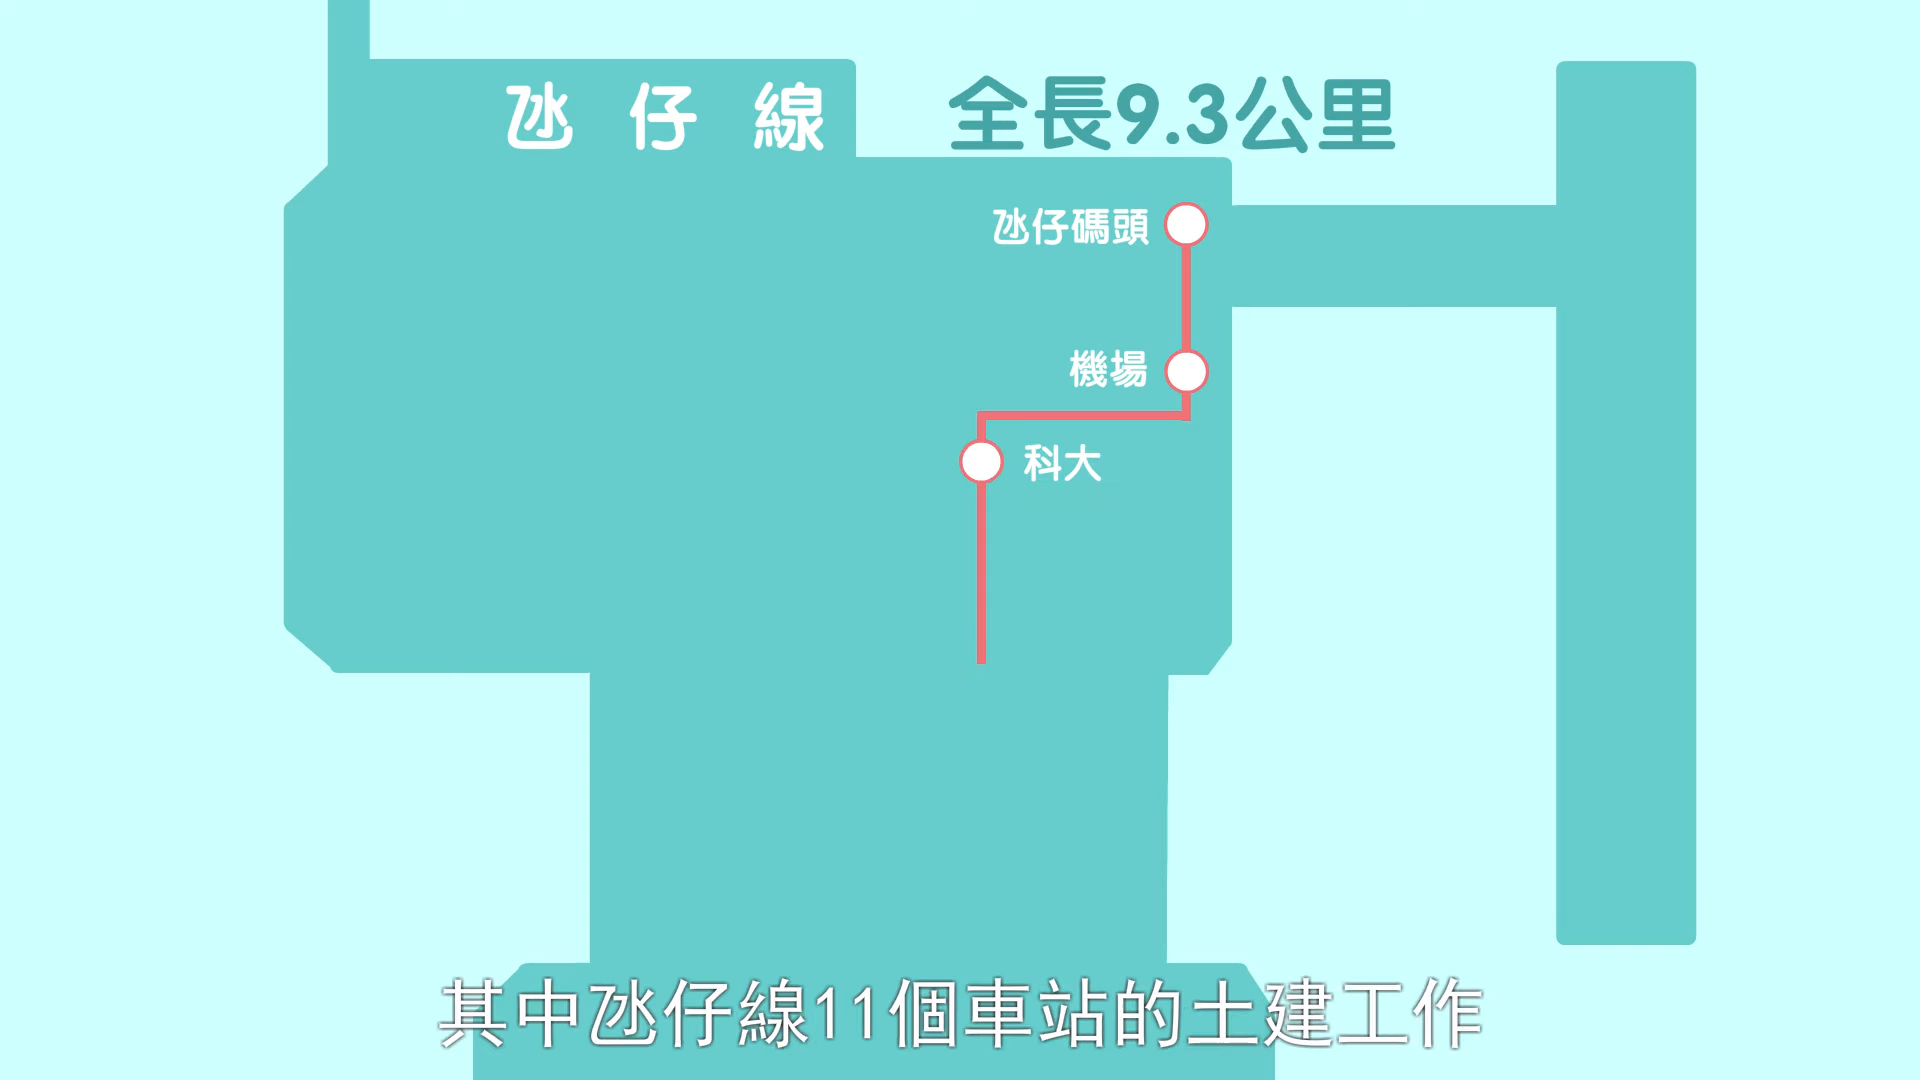 氹仔線
全長9.3公里
氹仔碼頭
機場
科大
其中氹仔線11個車站的土建工作